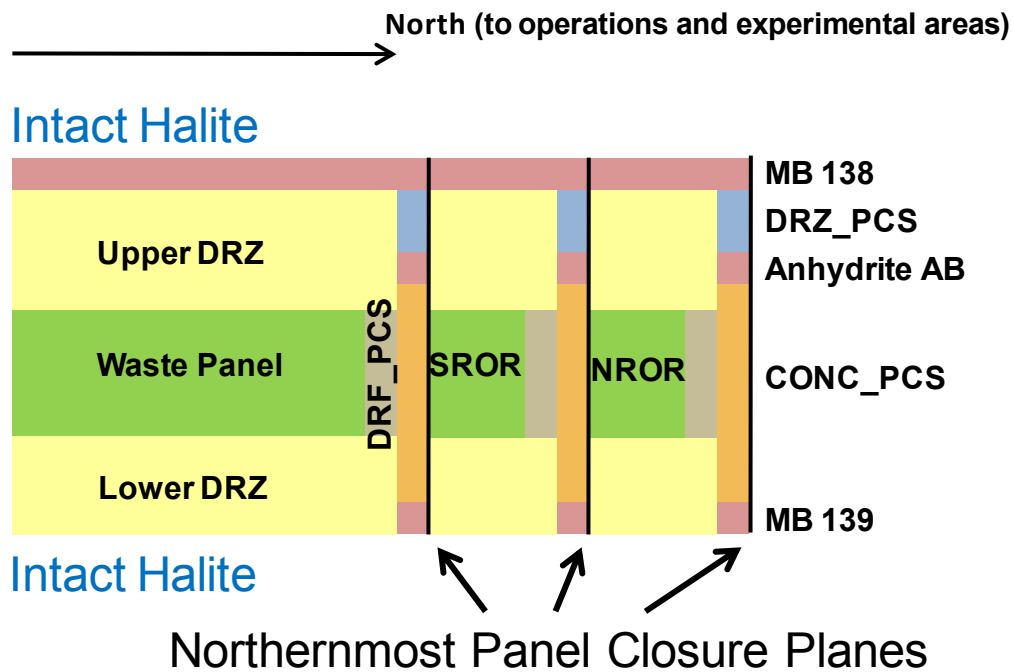 North (to operations and experimental areas)
Intact Halite
MB 138
DRZ_PCS
Upper DRZ
Anhydrite AB
DRF_PCS
Waste Panel
SROR
NROR
CONC_PCS
Lower DRZ
MB 139
Intact Halite
Northernmost Panel Closure Planes